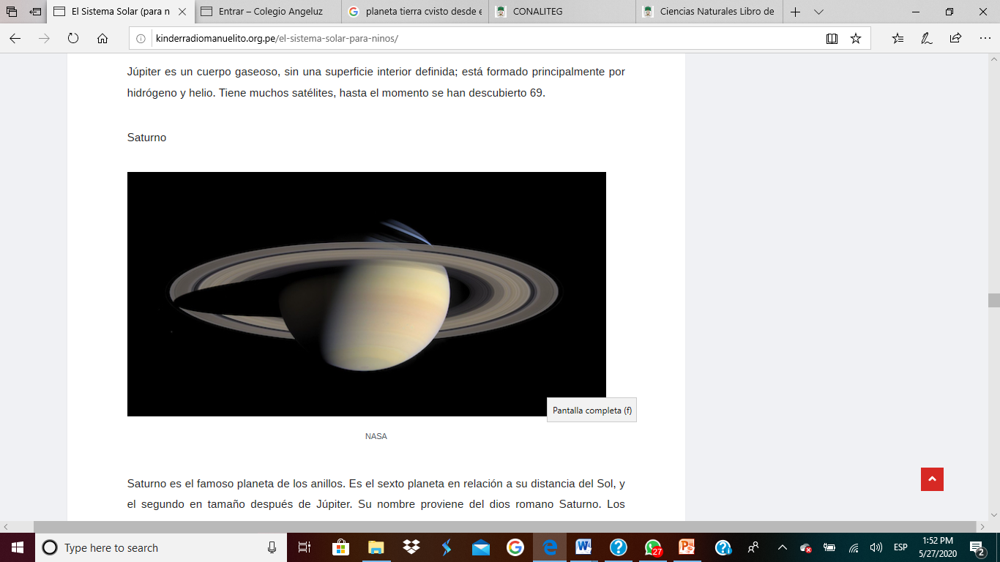 El Sistema Solar (para n
Entrar – Colegio Angeluz
planeta tierra cvisto desde e
CONALITEG
Ciencias Naturales Libro de
kinderradiomanuelito.org.pe/el-sistema-solar-para-ninos/
Júpiter es un cuerpo gaseoso, sin una superficie interior definida; está formado principalmente por
hidrógeno y helio. Tiene muchos satélites, hasta el momento se han descubierto 69.
Saturno
Pantalla completa (f)
NASA
Saturno es el famoso planeta de los anillos. Es el sexto planeta en relación a su distancia del Sol, y
el segundo en tamaño después de Júpiter. Su nombre proviene del dios romano Saturno. Los
Type here to search
27
ESP
1:52 PM
5/27/2020
2